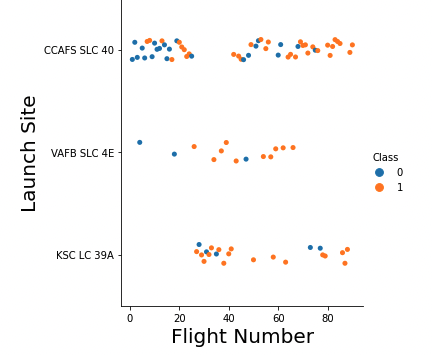 CCAFS SLC 40
VAFB SLC 4E
KSC LC 39A
Launch Site
0 20 40 60 80
Flight Number
Class
0
1